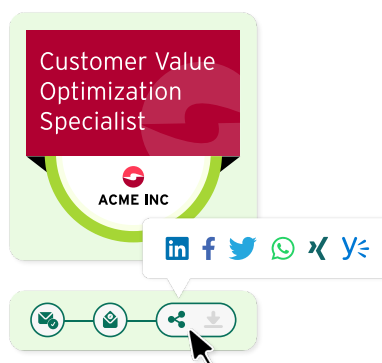 Customer Value
Optimization
Specialist
ACME INC